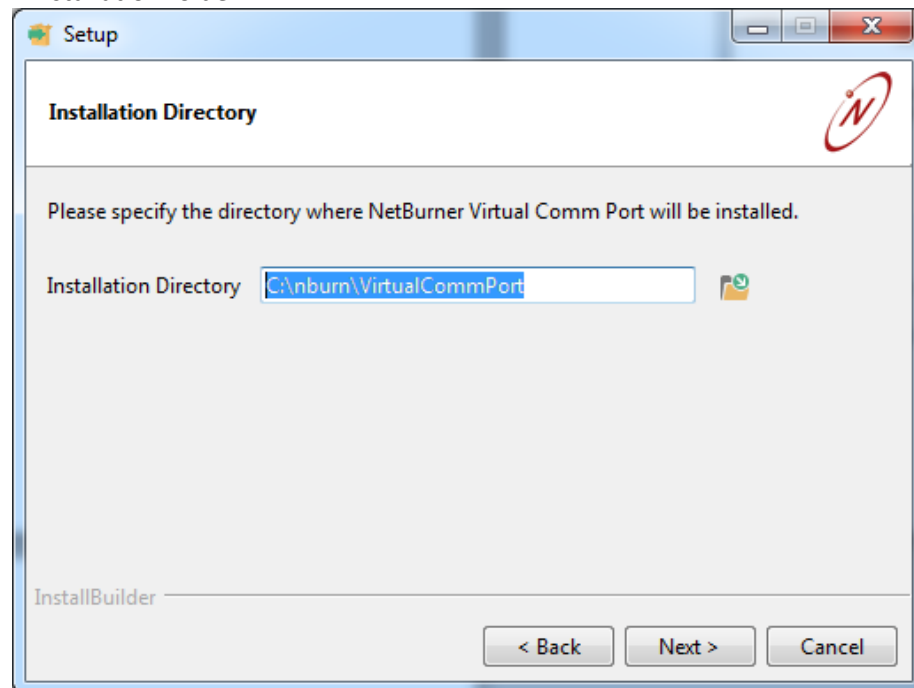 Setup
Installation Directory
Please specify the directory where NetBurner Virtual Comm Port will be installed.
Installation Directory C:\nburn\VirtualCommPort
InstallBuilder
< Back Next > Cancel